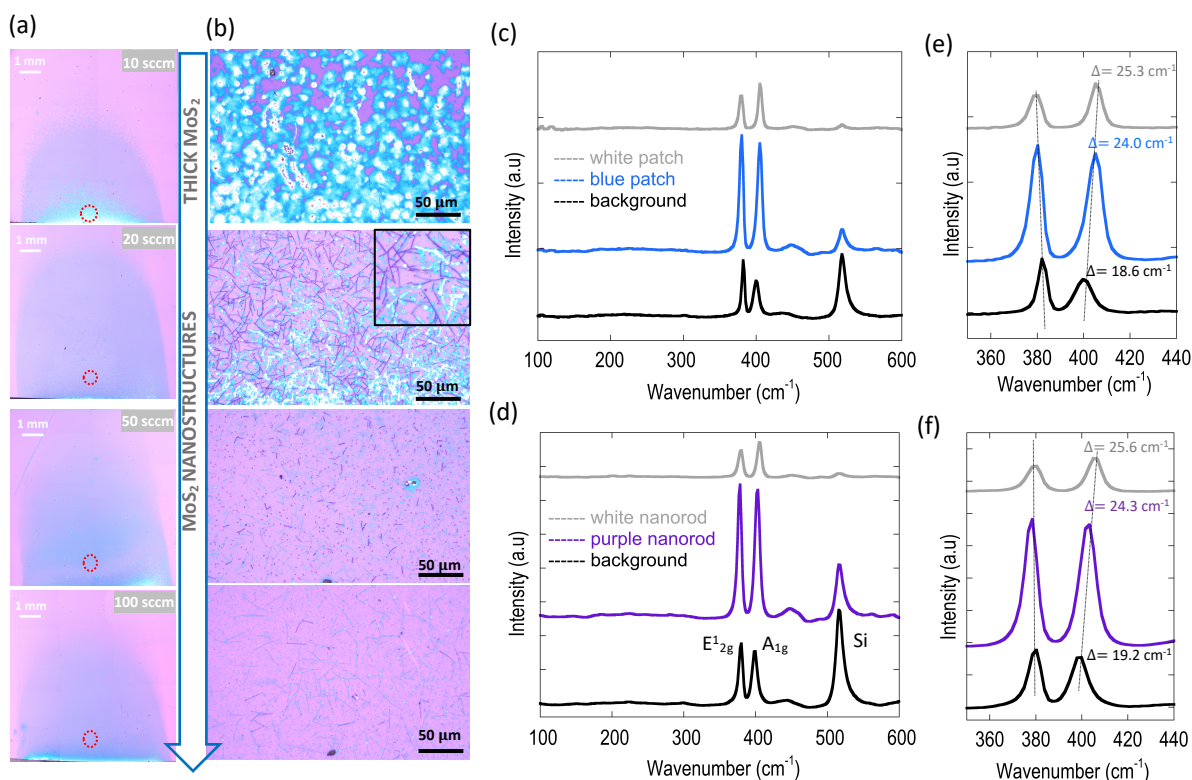 (a)
1 mm
10 sccm
1 mm
20 sccm
1 mm
50 sccm
1 mm
100 sccm
THICK MoS₂
MoS₂ NANOSTRUCTURES
(b)
50 µm
50 µm
50 µm
50 µm
(c)
Intensity (a.u)
white patch
blue patch
background
100 200 300 400 500 600
Wavenumber (cm⁻¹)
(e)
Intensity (a.u)
Δ= 25.3 cm⁻¹
Δ= 24.0 cm⁻¹
Δ= 18.6 cm⁻¹
360 380 400 420 440
Wavenumber (cm⁻¹)
(d)
Intensity (a.u)
white nanorod
purple nanorod
background
E¹₂g A₁g Si
100 200 300 400 500 600
Wavenumber (cm⁻¹)
(f)
Intensity (a.u)
Δ= 25.6 cm⁻¹
Δ= 24.3 cm⁻¹
Δ= 19.2 cm⁻¹
360 380 400 420 440
Wavenumber (cm⁻¹)